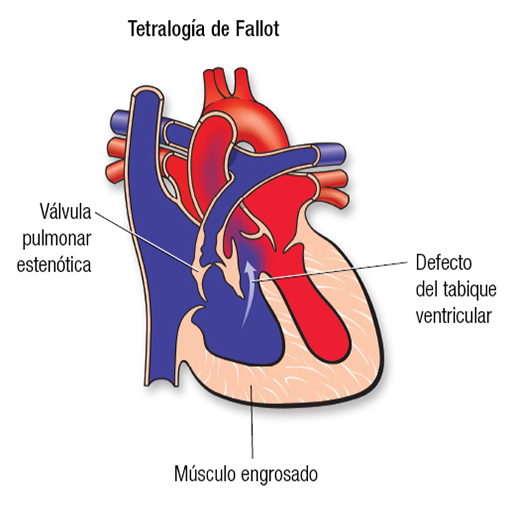 Tetralogía de Fallot
Válvula
pulmonar
estenótica
Defecto
del tabique
ventricular
Músculo engrosado